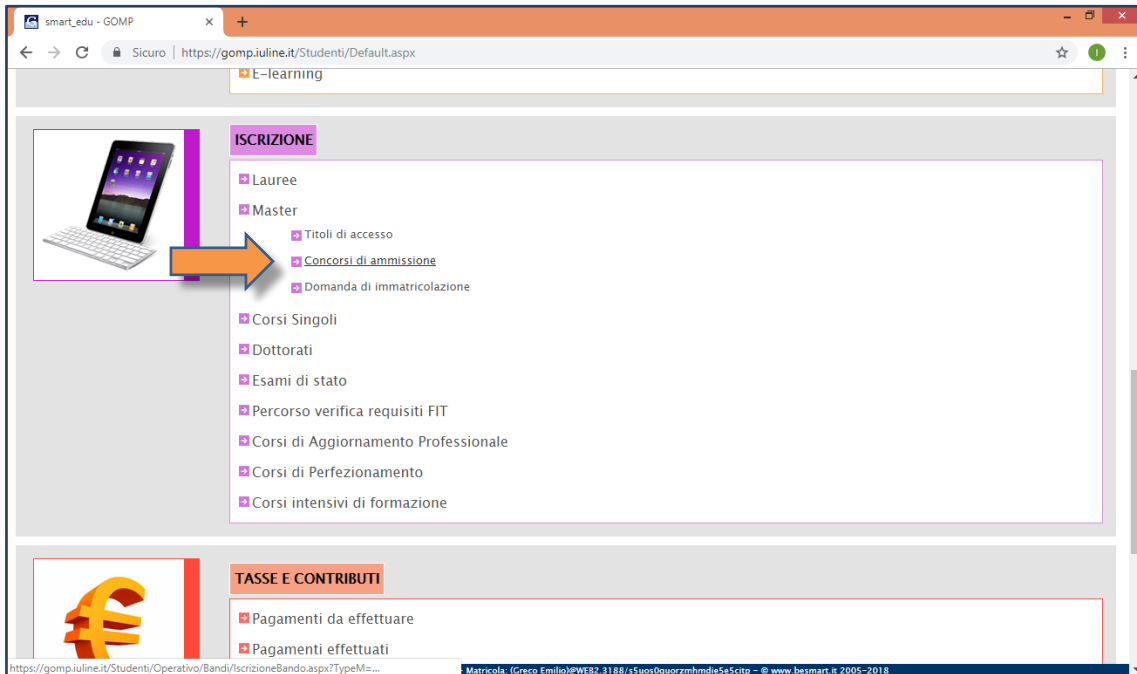 smart_edu - GOMP
Sicuro | https://gomp.iuline.it/Studenti/Default.aspx
E-learning
ISCRIZIONE
Lauree
Master
Titoli di accesso
Concorsi di ammissione
Domanda di immatricolazione
Corsi Singoli
Dottorati
Esami di stato
Percorso verifica requisiti FIT
Corsi di Aggiornamento Professionale
Corsi di Perfezionamento
Corsi intensivi di formazione
TASSE E CONTRIBUTI
Pagamenti da effettuare
Pagamenti effettuati
https://gomp.iuline.it/Studenti/Operativo/Bandi/IscrizioneBando.aspx?TypeM=...
- Matricola: (Greco Emilio)@WEB2.3188/s5uos0quorzmhmdie5e5citp - © www.besmart.it 2005-2018